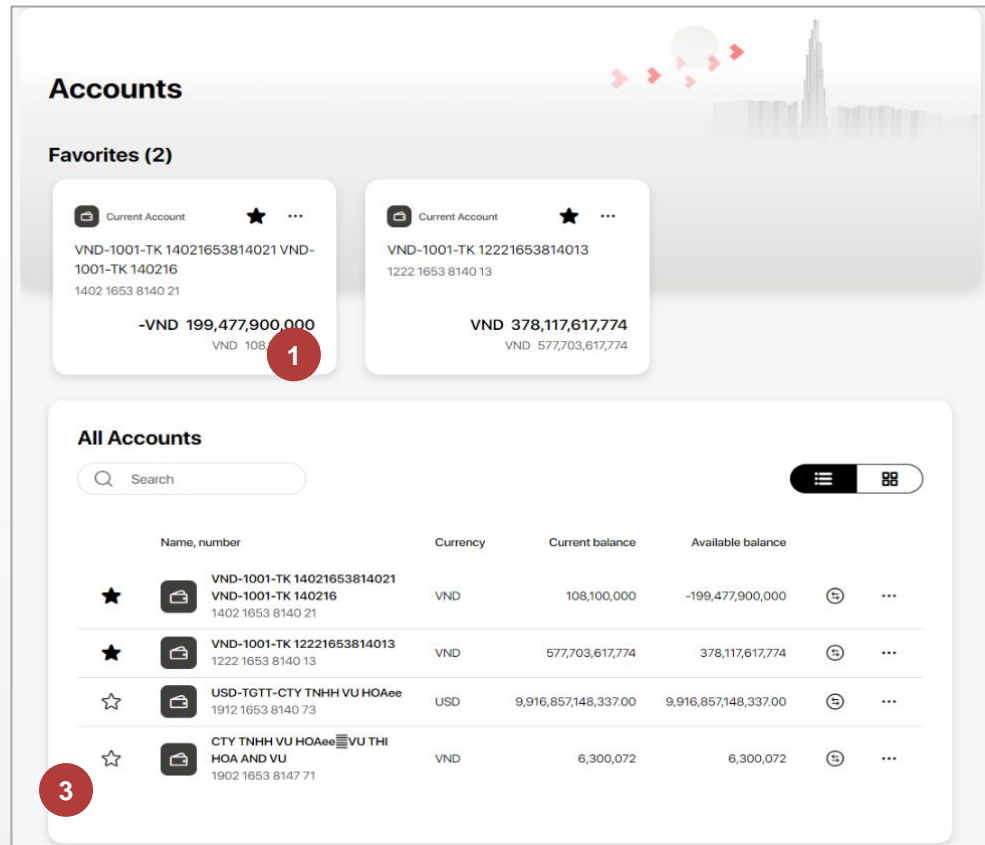 Accounts
Favorites (2)
Current Account
VND-1001-TK 14021653814021 VND-
1001-TK 140216
1402 1653 8140 21
-VND 199,477,900,000
VND 108,
1
Current Account
VND-1001-TK 12221653814013
1222 1653 8140 13
VND 378,117,617,774
VND 577,703,617,774
All Accounts
Search
Name, number Currency Current balance Available balance
VND-1001-TK 14021653814021
VND-1001-TK 140216 VND 108,100,000 -199,477,900,000
1402 1653 8140 21
VND-1001-TK 12221653814013
1222 1653 8140 13 VND 577,703,617,774 378,117,617,774
USD-TGTT-CTY TNHH VU HOAee
1912 1653 8140 73 USD 9,916,857,148,337.00 9,916,857,148,337.00
CTY TNHH VU HOAee VU THI
HOA AND VU VND 6,300,072 6,300,072
1902 1653 8147 71
3